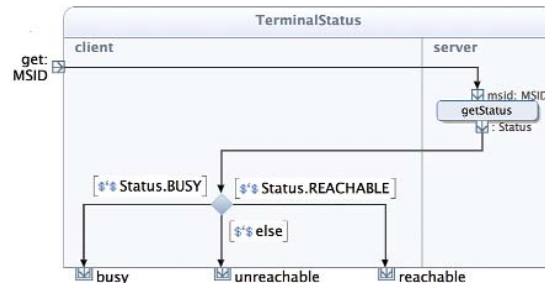 TerminalStatus
client
server
get:
MSID
msid: MSID
getStatus
: Status
[$'$ Status.BUSY]
[$'$ Status.REACHABLE]
[$'$ else]
busy
unreachable
reachable